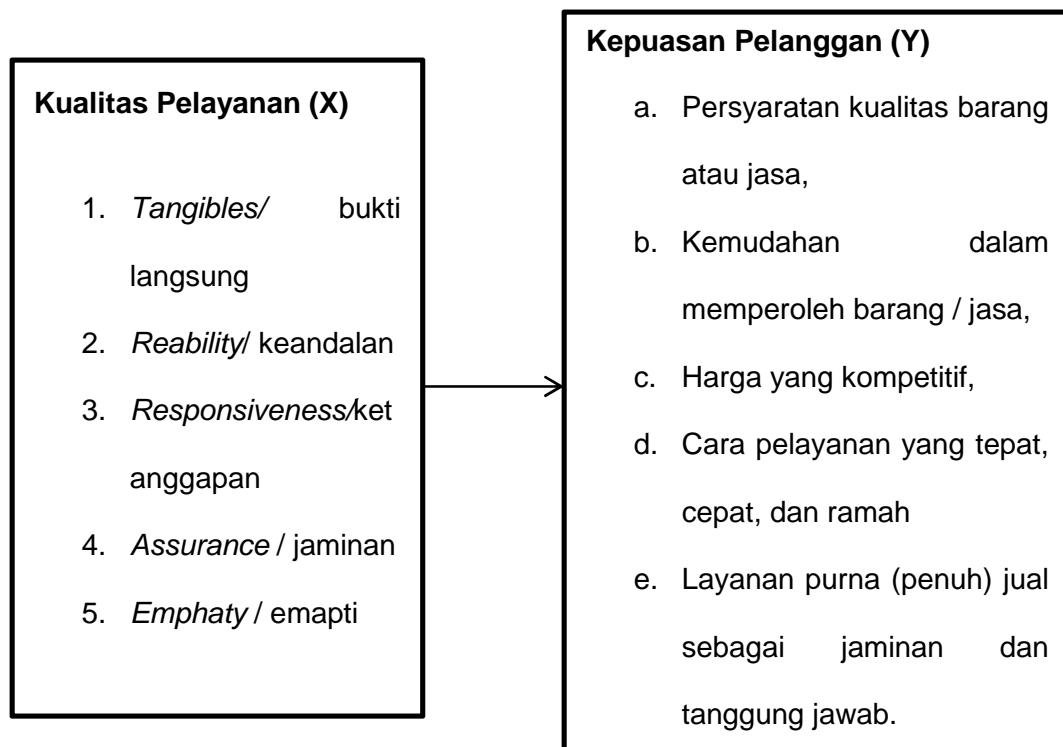 Kualitas Pelayanan (X)
1. Tangibles/ bukti
langsung
2. Reability/ keandalan
3. Responsiveness/ket
anggapan
4. Assurance / jaminan
5. Emphaty / emapti
Kepuasan Pelanggan (Y)
a. Persyaratan kualitas barang
atau jasa,
b. Kemudahan dalam
memperoleh barang / jasa,
c. Harga yang kompetitif,
d. Cara pelayanan yang tepat,
cepat, dan ramah
e. Layanan purna (penuh) jual
sebagai jaminan dan
tanggung jawab.